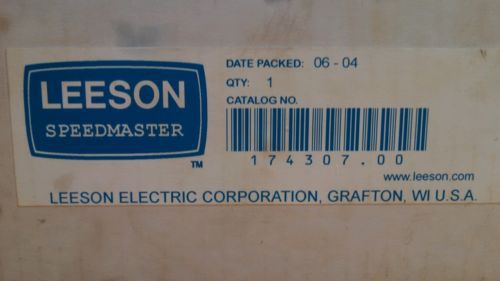 LEESON
SPEEDMASTER
TM
DATE PACKED: 06-04
QTY: 1
CATALOG NO.
174307.00
www.leeson.com
LEESON ELECTRIC CORPORATION, GRAFTON, WI U.S.A.